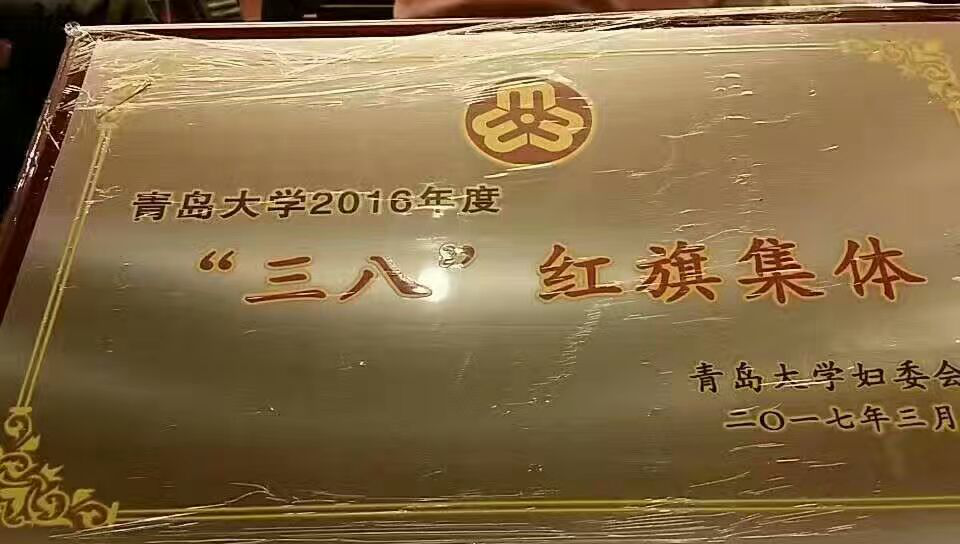 青岛大学2016年度
“三八”红旗集体
青岛大学妇委会
二〇一七年三月